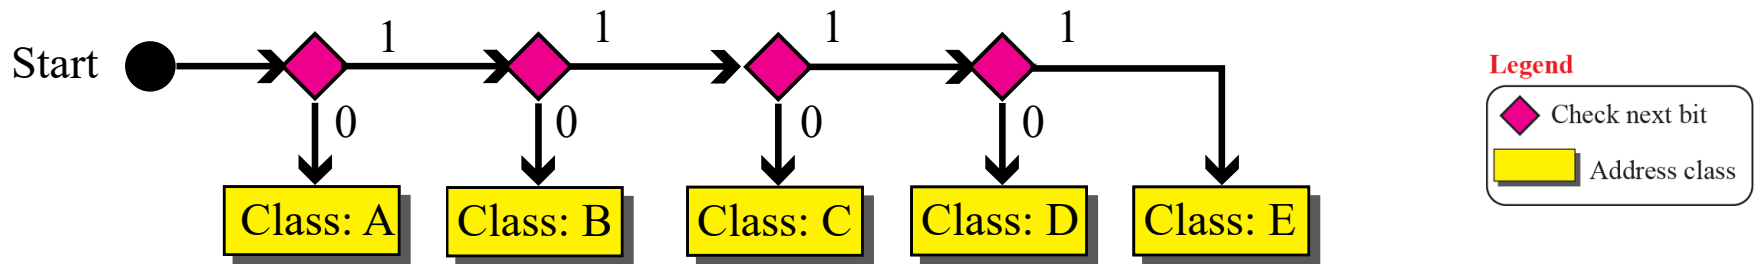 Start
1
1
1
1
0
0
0
0
Class: A
Class: B
Class: C
Class: D
Class: E
Legend
Check next bit
Address class